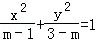 x²/(m−1) + y²/(3−m) = 1